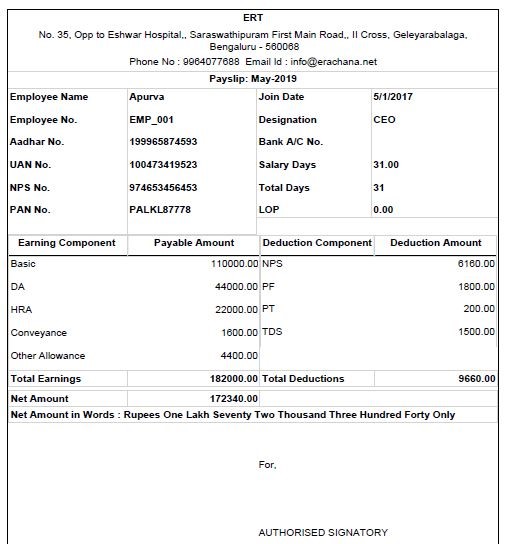 ERT
No. 35, Opp to Eshwar Hospital,, Saraswathipuram First Main Road,, II Cross, Geleyarabalaga,
Bengaluru - 560068
Phone No : 9964077688 Email Id : info@erachana.net
Payslip: May-2019
Employee Name Apurva Join Date 5/1/2017
Employee No. EMP_001 Designation CEO
Aadhar No. 199965874593 Bank A/C No.
UAN No. 100473419523 Salary Days 31.00
NPS No. 974653456453 Total Days 31
PAN No. PALKL87778 LOP 0.00
Earning Component Payable Amount Deduction Component Deduction Amount
Basic 110000.00 NPS 6160.00
DA 44000.00 PF 1800.00
HRA 22000.00 PT 200.00
Conveyance 1600.00 TDS 1500.00
Other Allowance 4400.00
Total Earnings 182000.00 Total Deductions 9660.00
Net Amount 172340.00
Net Amount in Words : Rupees One Lakh Seventy Two Thousand Three Hundred Forty Only
For,
AUTHORISED SIGNATORY